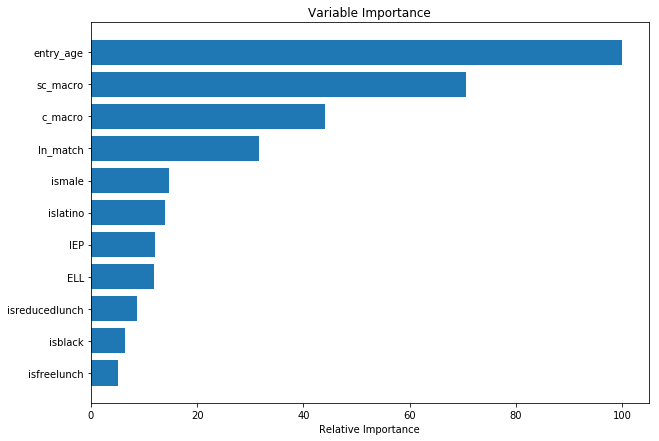 Variable Importance
entry_age
sc_macro
c_macro
ln_match
ismale
islatino
IEP
ELL
isreducedlunch
isblack
isfreelunch
0 20 40 60 80 100
Relative Importance